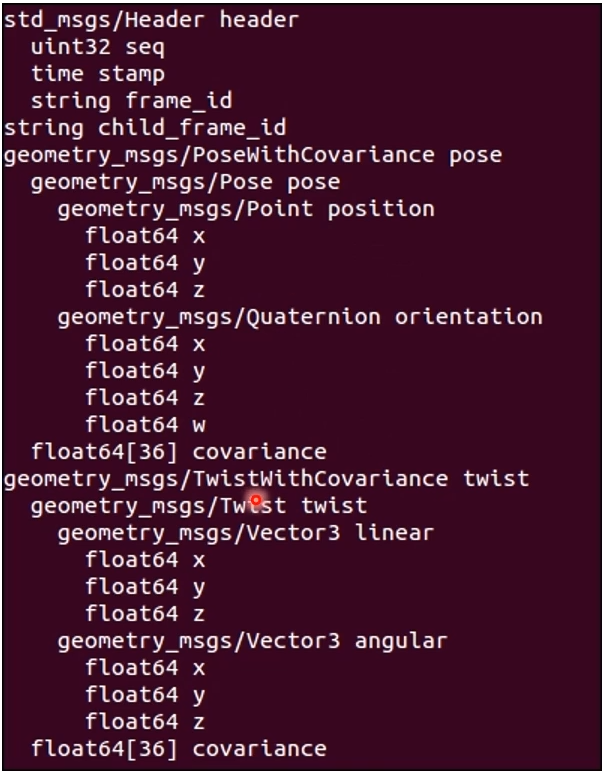 std_msgs/Header header
  uint32 seq
  time stamp
  string frame_id
string child_frame_id
geometry_msgs/PoseWithCovariance pose
  geometry_msgs/Pose pose
    geometry_msgs/Point position
      float64 x
      float64 y
      float64 z
    geometry_msgs/Quaternion orientation
      float64 x
      float64 y
      float64 z
      float64 w
  float64[36] covariance
geometry_msgs/TwistWithCovariance twist
  geometry_msgs/Twist twist
    geometry_msgs/Vector3 linear
      float64 x
      float64 y
      float64 z
    geometry_msgs/Vector3 angular
      float64 x
      float64 y
      float64 z
  float64[36] covariance